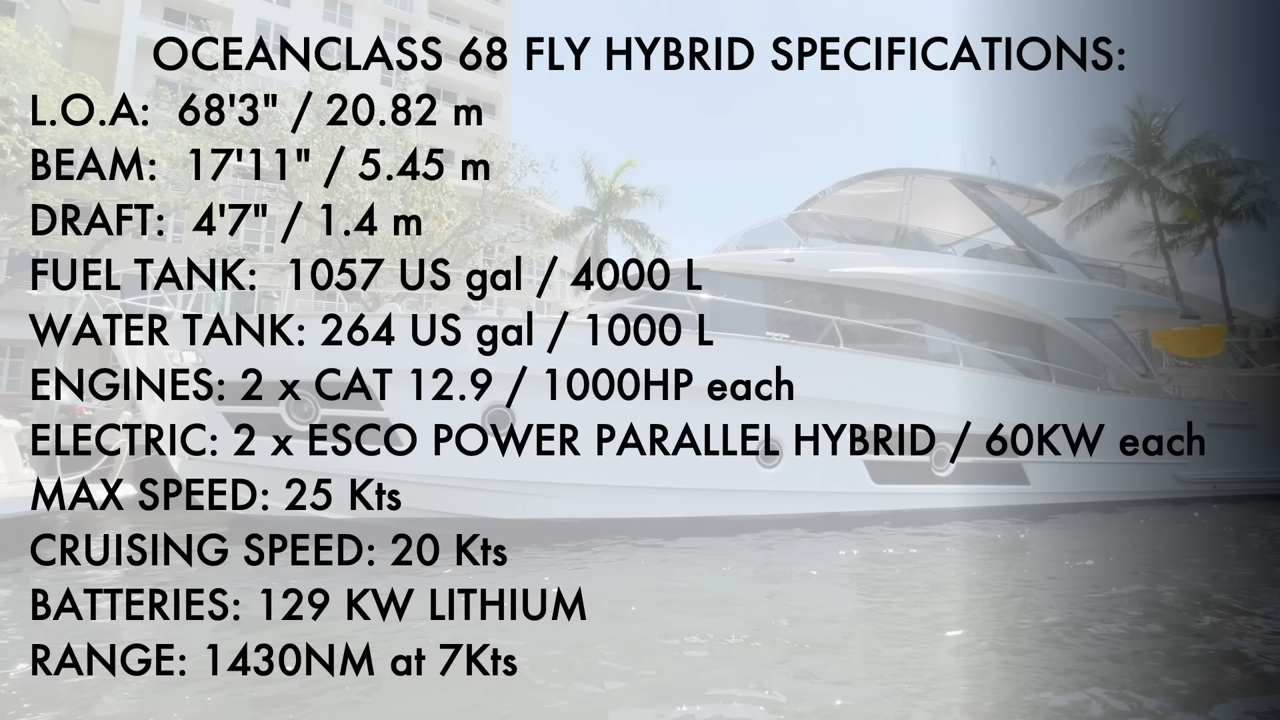 OCEANCLASS 68 FLY HYBRID SPECIFICATIONS:
L.O.A:  68'3" / 20.82 m
BEAM:  17'11" / 5.45 m
DRAFT:  4'7" / 1.4 m
FUEL TANK:  1057 US gal / 4000 L
WATER TANK: 264 US gal / 1000 L
ENGINES: 2 x CAT 12.9 / 1000HP each
ELECTRIC: 2 x ESCO POWER PARALLEL HYBRID / 60KW each
MAX SPEED: 25 Kts
CRUISING SPEED: 20 Kts
BATTERIES: 129 KW LITHIUM
RANGE: 1430NM at 7Kts